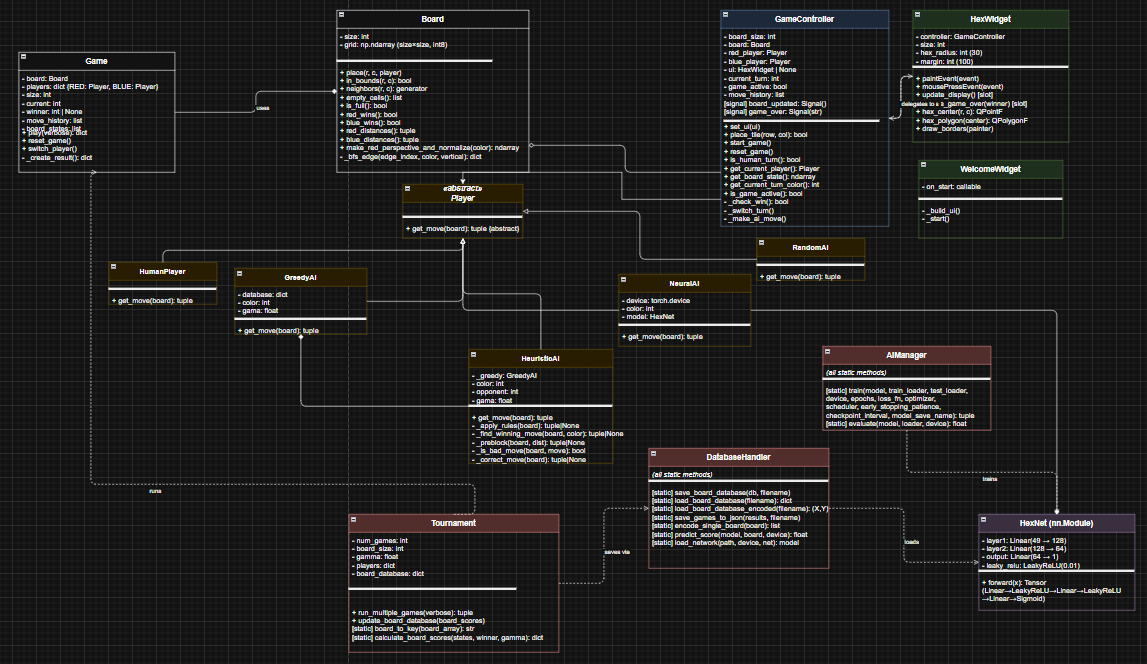 Game
- board: Board
- players: dict (RED: Player, BLUE: Player)
- size: int
- current: int
- winner: int | None
- move_history: list
- board_states: list
+ play(verbose): dict
+ reset_game()
+ switch_player()
- _create_result(): dict
uses
Board
- size: int
- grid: np.ndarray (size×size, int8)
+ place(r, c, player)
+ in_bounds(r, c): bool
+ neighbors(r, c): generator
+ empty_cells(): list
+ is_full(): bool
+ red_wins(): bool
+ blue_wins(): bool
+ red_distances(): tuple
+ blue_distances(): tuple
+ make_red_perspective_and_normalize(color): ndarray
- _bfs_edge(edge_index, color, vertical): dict
GameController
- board_size: int
- board: Board
- red_player: Player
- blue_player: Player
- ui: HexWidget | None
- current_turn: int
- game_active: bool
- move_history: list
[signal] board_updated: Signal()
[signal] game_over: Signal(str)
+ set_ui(ui)
+ place_tile(row, col): bool
+ start_game()
+ reset_game()
+ is_human_turn(): bool
+ get_current_player(): Player
+ get_board_state(): ndarray
+ get_current_turn_color(): int
+ is_game_active(): bool
- _check_win(): bool
- _switch_turn()
- _make_ai_move()
HexWidget
- controller: GameController
- size: int
- hex_radius: int (30)
- margin: int (100)
+ paintEvent(event)
+ mousePressEvent(event)
+ update_display() [slot]
delegates to
_game_over(winner) [slot]
+ hex_center(r, c): QPointF
+ hex_polygon(center): QPolygonF
+ draw_borders(painter)
WelcomeWidget
- on_start: callable
- _build_ui()
- _start()
«abstract»
Player
+ get_move(board): tuple {abstract}
HumanPlayer
+ get_move(board): tuple
GreedyAI
- database: dict
- color: int
- gama: float
+ get_move(board): tuple
RandomAI
+ get_move(board): tuple
NeuralAI
- device: torch.device
- color: int
- model: HexNet
+ get_move(board): tuple
HeuristicAI
- _greedy: GreedyAI
- color: int
- opponent: int
- gama: float
+ get_move(board): tuple
- _apply_rules(board): tuple|None
- _find_winning_move(board, color): tuple|None
- _preblock(board, dist): tuple|None
- _is_bad_move(board, move): bool
- _correct_move(board): tuple|None
AIManager
(all static methods)
[static] train(model, train_loader, test_loader,
device, epochs, loss_fn, optimizer,
scheduler, early_stopping_patience,
checkpoint_interval, model_save_name): tuple
[static] evaluate(model, loader, device): float
trains
DatabaseHandler
(all static methods)
[static] save_board_database(db, filename)
[static] load_board_database(filename): dict
[static] load_board_database_encoded(filename): (X,Y)
[static] save_games_to_json(results, filename)
[static] encode_single_board(board): list
[static] predict_score(model, board, device): float
[static] load_network(path, device, net): model
loads
saves via
runs
Tournament
- num_games: int
- board_size: int
- gamma: float
- players: dict
- board_database: dict
+ run_multiple_games(verbose): tuple
+ update_board_database(board_scores)
[static] board_to_key(board_array): str
[static] calculate_board_scores(states, winner, gamma): dict
HexNet (nn.Module)
- layer1: Linear(49 → 128)
- layer2: Linear(128 → 64)
- output: Linear(64 → 1)
- leaky_relu: LeakyReLU(0.01)
+ forward(x): Tensor
(Linear→LeakyReLU→Linear→LeakyReLU
→Linear→Sigmoid)